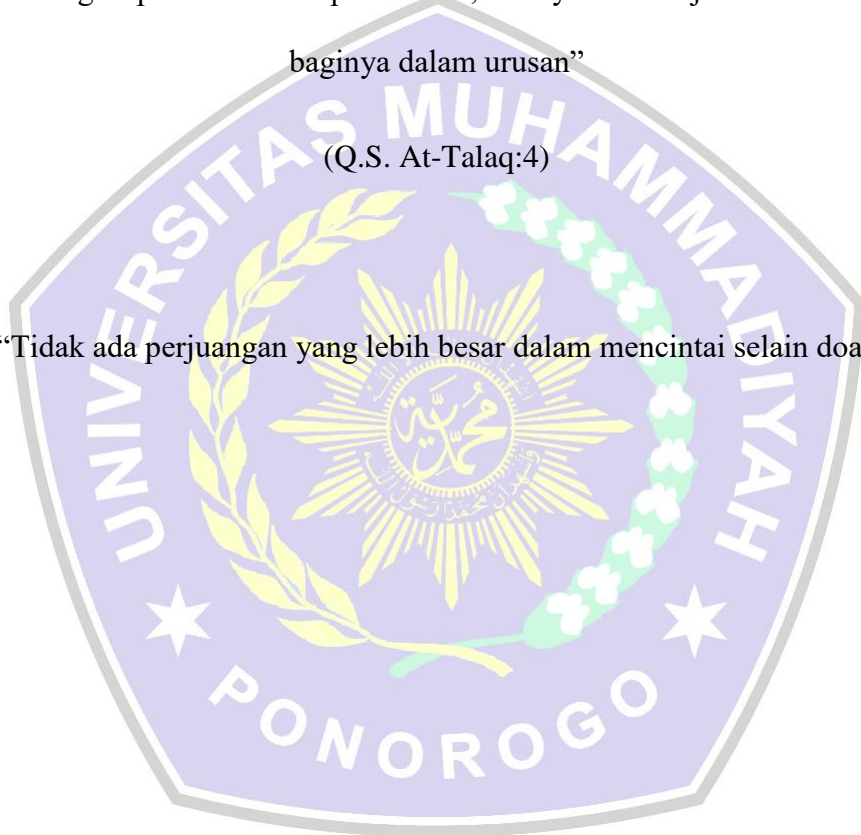 baginya dalam urusan”
(Q.S. At-Talaq:4)
“Tidak ada perjuangan yang lebih besar dalam mencintai selain doa
UNIVERSITAS MUHAMMADIYAH
محمدية
PONOROGO